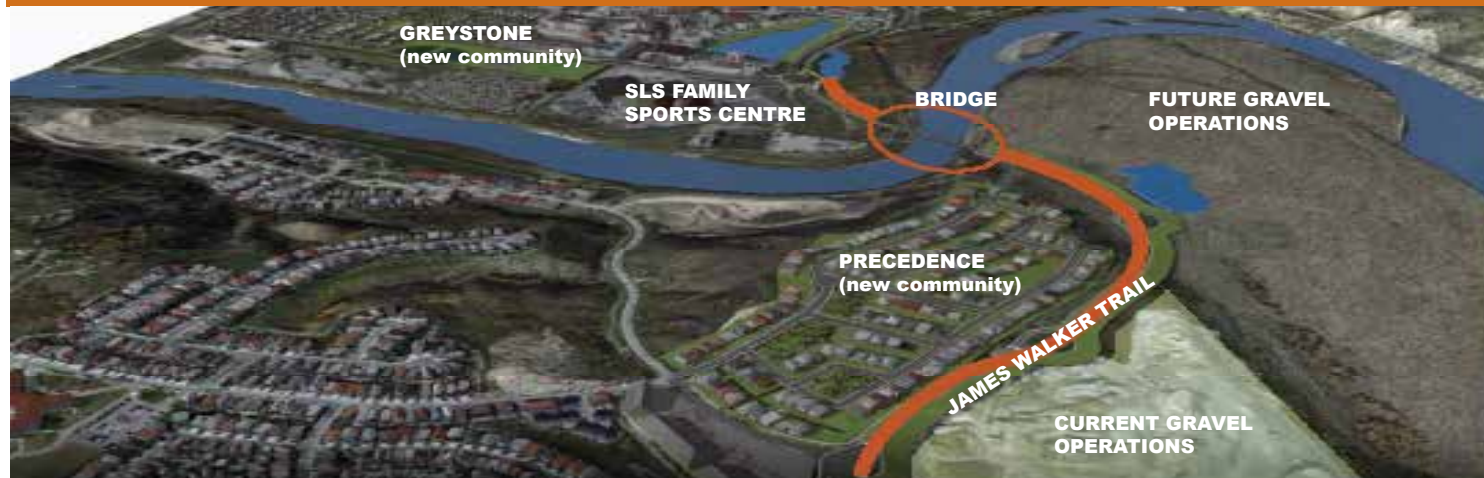 GREYSTONE
(new community)
SLS FAMILY
SPORTS CENTRE
BRIDGE
FUTURE GRAVEL
OPERATIONS
PRECEDENCE
(new community)
JAMES WALKER TRAIL
CURRENT GRAVEL
OPERATIONS